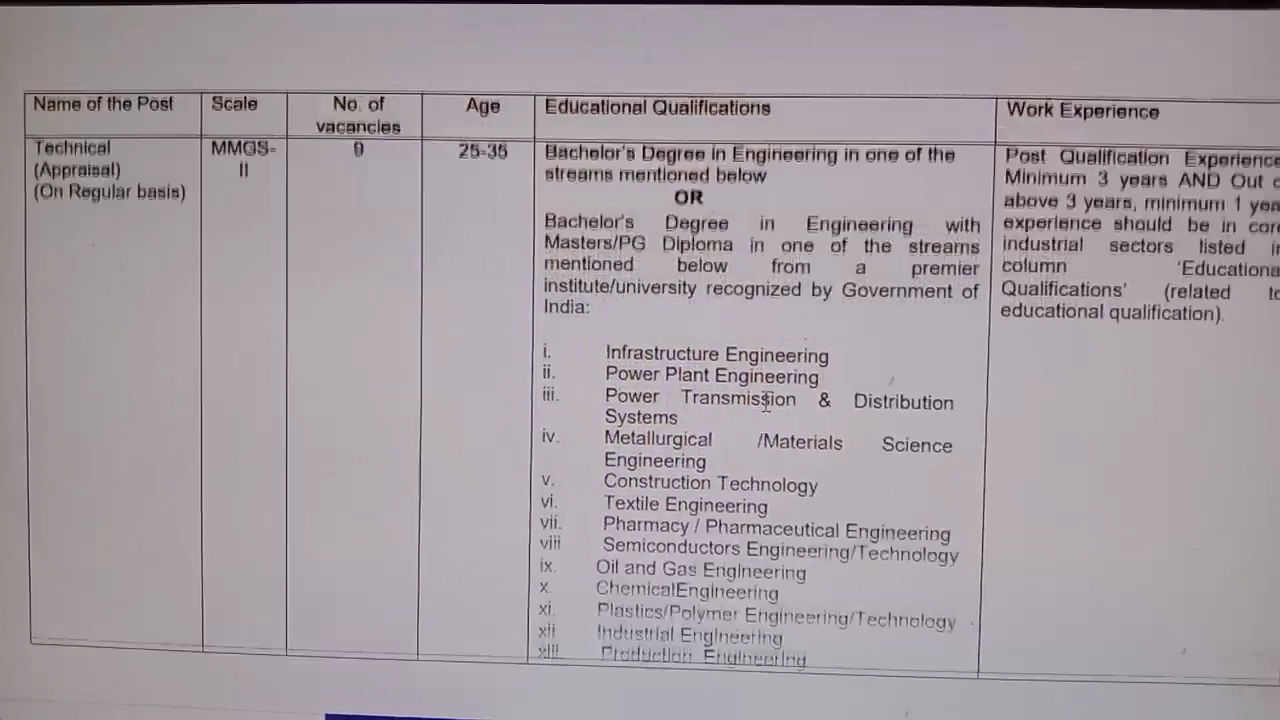 Name of the Post
Scale
No. of
vacancies
Age
Educational Qualifications
Work Experience
Technical
(Appraisal)
(On Regular basis)
MMGS-
II
25-35
Bachelor's Degree in Engineering in one of the
streams mentioned below
OR
Bachelor's Degree in Engineering with
Masters/PG Diploma in one of the streams
mentioned below from a premier
institute/university recognized by Government of
India:
i. Infrastructure Engineering
ii. Power Plant Engineering
iii. Power Transmission & Distribution
Systems
iv. Metallurgical /Materials Science
Engineering
v. Construction Technology
vi. Textile Engineering
vii. Pharmacy / Pharmaceutical Engineering
viii Semiconductors Engineering/Technology
ix. Oil and Gas Engineering
x. ChemicalEngineering
xi. Plastics/Polymer Engineering/Technology
xii Industrial Engineering
xiii Production Engineering
Post Qualification Experience
Minimum 3 years AND Out
above 3 years, minimum 1
experience should be in
industrial sectors listed
column 'Educational
Qualifications' (related
educational qualification).